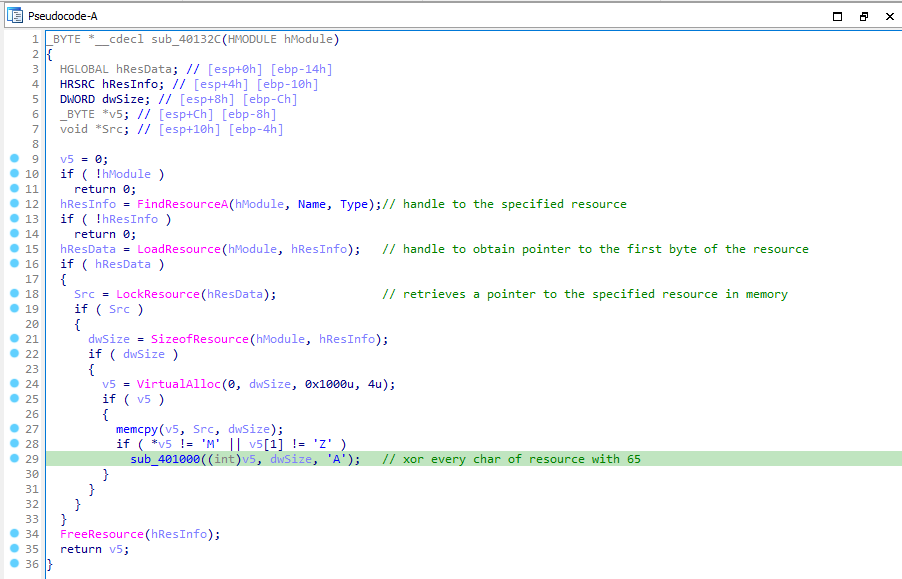 Pseudocode-A
1 _BYTE *__cdecl sub_40132C(HMODULE hModule)
2 {
3 HGLOBAL hResData; // [esp+0h] [ebp-14h]
4 HRSRC hResInfo; // [esp+4h] [ebp-10h]
5 DWORD dwSize; // [esp+8h] [ebp-Ch]
6 _BYTE *v5; // [esp+Ch] [ebp-8h]
7 void *Src; // [esp+10h] [ebp-4h]
8
9 v5 = 0;
10 if ( !hModule )
11 return 0;
12 hResInfo = FindResourceA(hModule, Name, Type);// handle to the specified resource
13 if ( !hResInfo )
14 return 0;
15 hResData = LoadResource(hModule, hResInfo); // handle to obtain pointer to the first byte of the resource
16 if ( hResData )
17 {
18 Src = LockResource(hResData); // retrieves a pointer to the specified resource in memory
19 if ( Src )
20 {
21 dwSize = SizeofResource(hModule, hResInfo);
22 if ( dwSize )
23 {
24 v5 = VirtualAlloc(0, dwSize, 0x1000u, 4u);
25 if ( v5 )
26 {
27 memcpy(v5, Src, dwSize);
28 if ( *v5 != 'M' || v5[1] != 'Z' )
29 sub_401000((int)v5, dwSize, 'A'); // xor every char of resource with 65
30 }
31 }
32 }
33 }
34 FreeResource(hResInfo);
35 return v5;
36 }